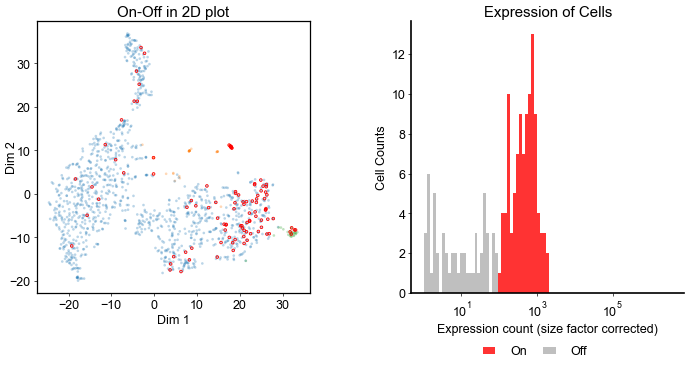 On-Off in 2D plot
Expression of Cells
Dim 2
40
30
20
10
0
−10
−20
−20
−10
0
10
20
30
Dim 1
Cell Counts
12
10
8
6
4
2
0
10^1
10^3
10^5
Expression count (size factor corrected)
On
Off